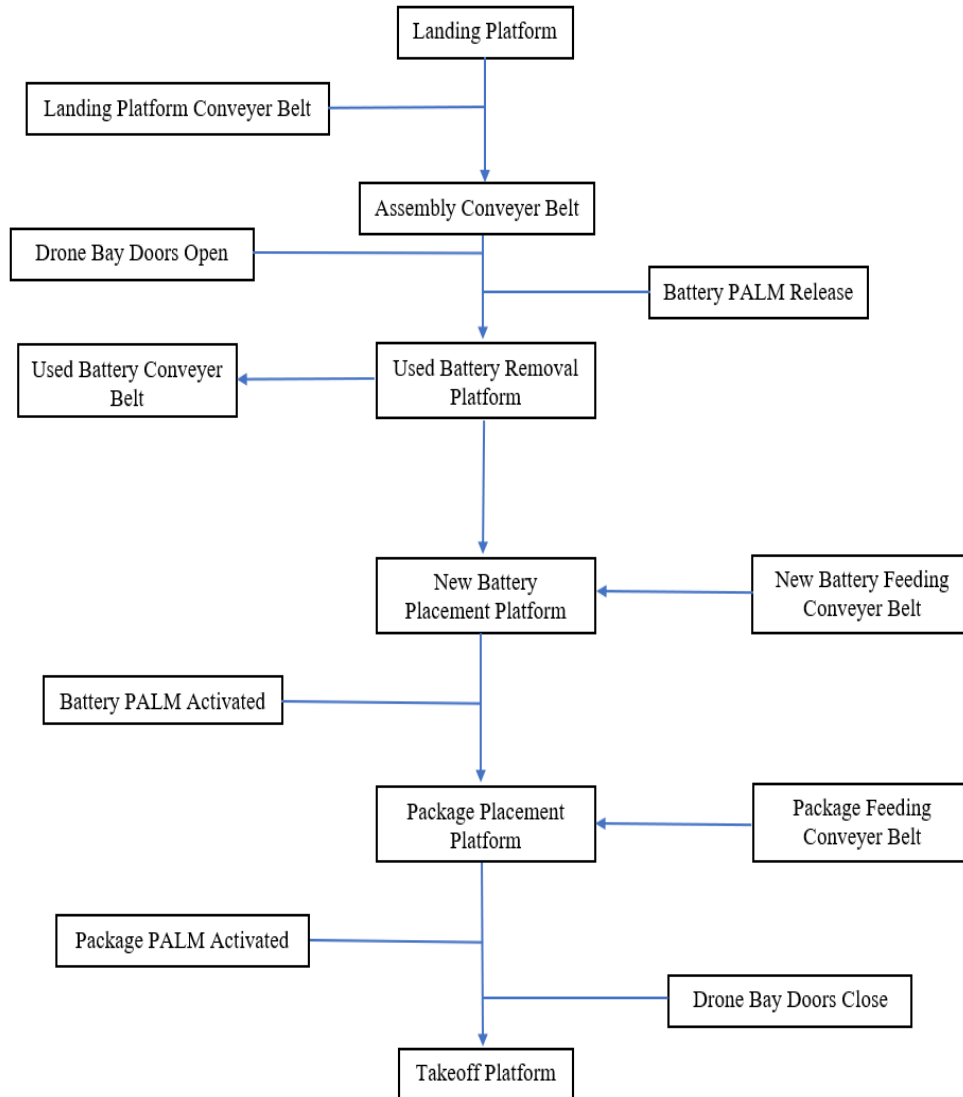 Landing Platform
Landing Platform Conveyer Belt
Assembly Conveyer Belt
Drone Bay Doors Open
Battery PALM Release
Used Battery Conveyer
Belt
Used Battery Removal
Platform
New Battery
Placement Platform
New Battery Feeding
Conveyer Belt
Battery PALM Activated
Package Placement
Platform
Package Feeding
Conveyer Belt
Package PALM Activated
Drone Bay Doors Close
Takeoff Platform